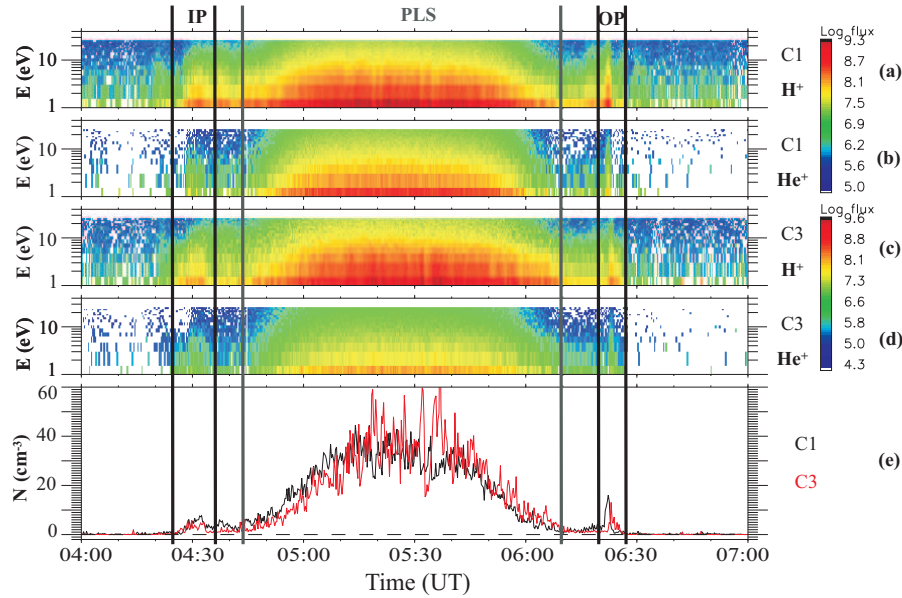 IP PLS OP
E (eV) 10 1 C1 H⁺ (a)
Log flux 9.3 8.7 8.1 7.5 6.9 6.2 5.6 5.0
E (eV) 10 1 C1 He⁺ (b)
E (eV) 10 1 C3 H⁺ (c)
Log flux 9.6 8.8 8.1 7.3 6.6 5.8 5.1 4.3
E (eV) 10 1 C3 He⁺ (d)
N (cm⁻³) 60 40 20 0 C1 C3 (e)
04:00 04:30 05:00 05:30 06:00 06:30 07:00
Time (UT)